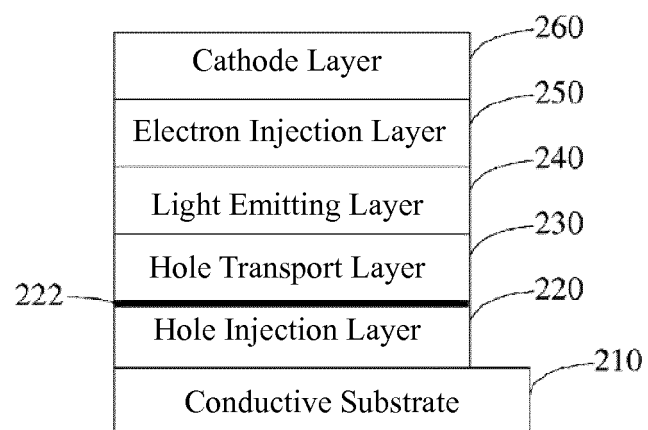 260
Cathode Layer
250
Electron Injection Layer
240
Light Emitting Layer
230
Hole Transport Layer
222
220
Hole Injection Layer
210
Conductive Substrate